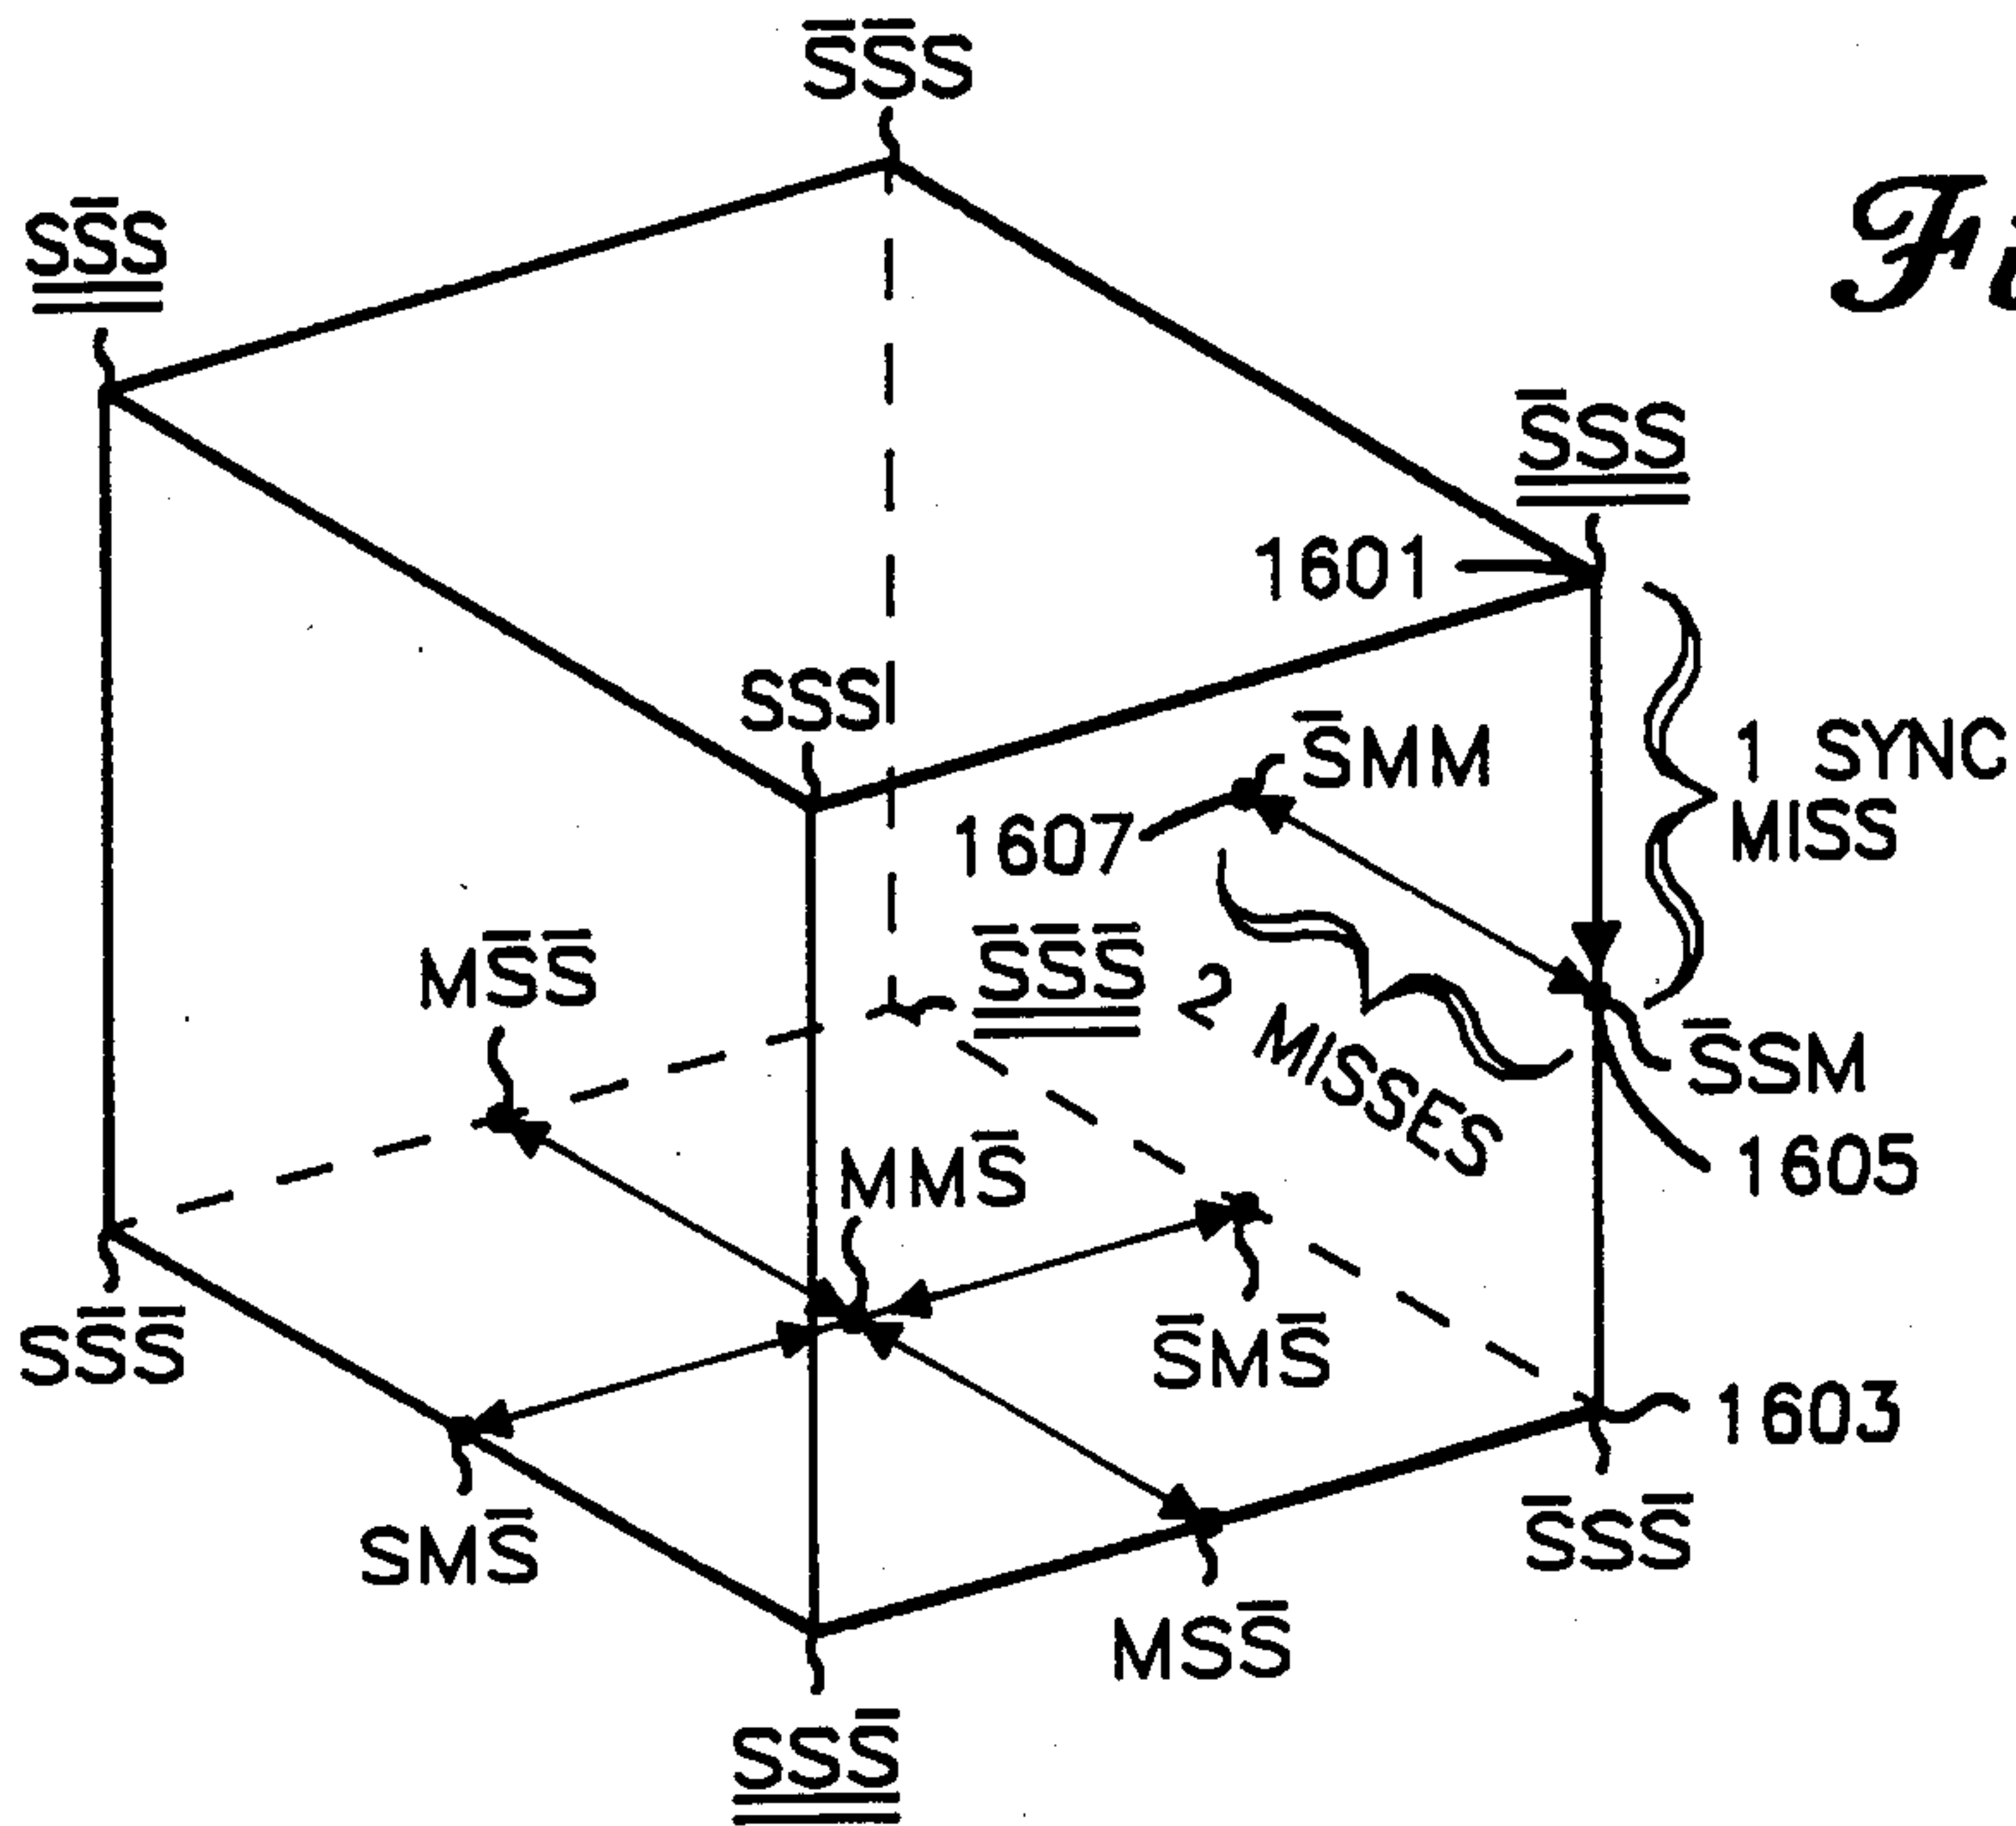 S̅S̅S
SS̅S
Fi
S̅SS
1601
SSS
S̅MM
1 SYNC
MISS
1607
MS̅S̅
S̅S̅S̅
2 MISSES
S̅SM
MMS̅
1605
SS̅S̅
S̅MS̅
1603
SMS̅
S̅SS̅
MSS̅
SSS̅